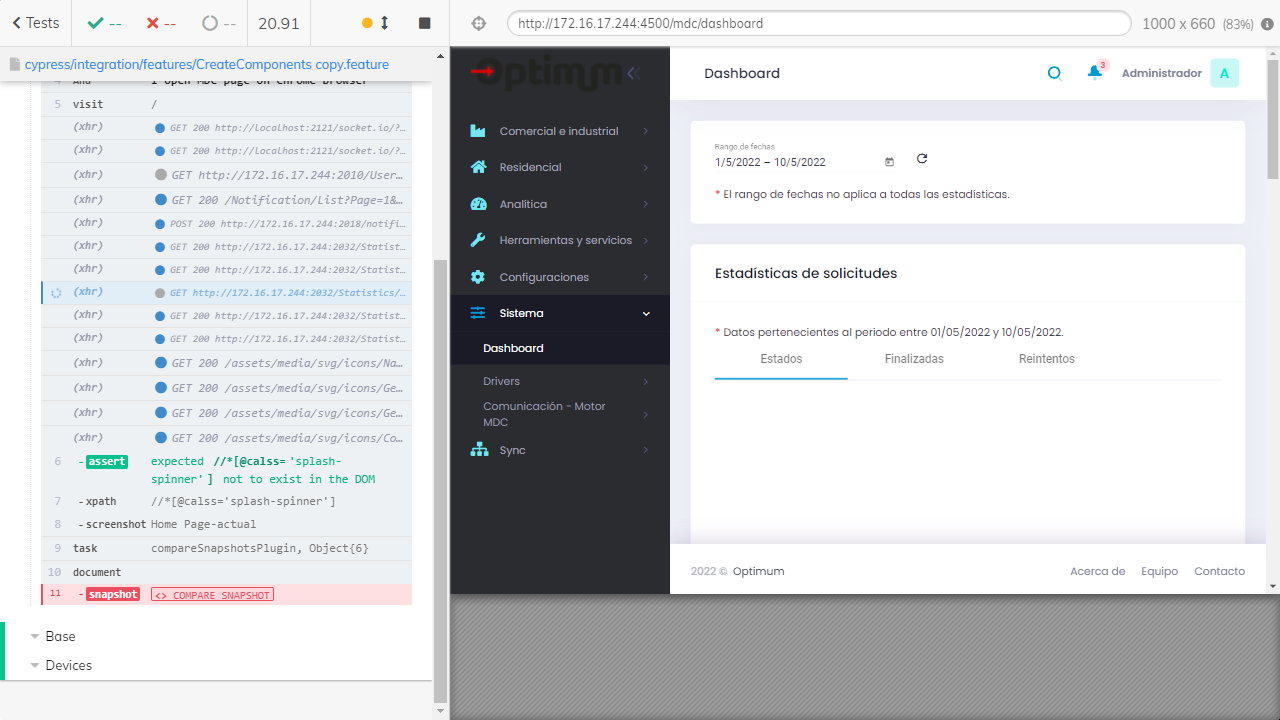 Tests
--
--
--
20.91
http://172.16.17.244:4500/mdc/dashboard
1000 x 660 (83%)
cypress/integration/features/CreateComponents copy.feature
And I open MDC page on chrome browser
5 visit /
(xhr) GET 200 http://localhost:2121/socket.io/?…
(xhr) GET 200 http://localhost:2121/socket.io/?…
(xhr) GET http://172.16.17.244:2010/User…
(xhr) GET 200 /Notification/List?Page=1&…
(xhr) POST 200 http://172.16.17.244:2018/notifi…
(xhr) GET 200 http://172.16.17.244:2032/Statist…
(xhr) GET 200 http://172.16.17.244:2032/Statist…
(xhr) GET http://172.16.17.244:2032/Statistics/…
(xhr) GET 200 http://172.16.17.244:2032/Statist…
(xhr) GET 200 http://172.16.17.244:2032/Statist…
(xhr) GET 200 /assets/media/svg/icons/Na…
(xhr) GET 200 /assets/media/svg/icons/Ge…
(xhr) GET 200 /assets/media/svg/icons/Ge…
(xhr) GET 200 /assets/media/svg/icons/Co…
6 -assert expected //*[@calss='splash-
spinner'] not to exist in the DOM
7 -xpath //*[@calss='splash-spinner']
8 -screenshot Home Page-actual
9 task compareSnapshotsPlugin, Object{6}
10 document
11 -snapshot <> COMPARE SNAPSHOT
Base
Devices
Optimum
Comercial e industrial
Residencial
Analítica
Herramientas y servicios
Configuraciones
Sistema
Dashboard
Drivers
Comunicación - Motor
MDC
Sync
Dashboard
3
Administrador
A
Rango de fechas
1/5/2022 – 10/5/2022
* El rango de fechas no aplica a todas las estadísticas.
Estadísticas de solicitudes
* Datos pertenecientes al periodo entre 01/05/2022 y 10/05/2022.
Estados Finalizadas Reintentos
2022 © Optimum
Acerca de Equipo Contacto